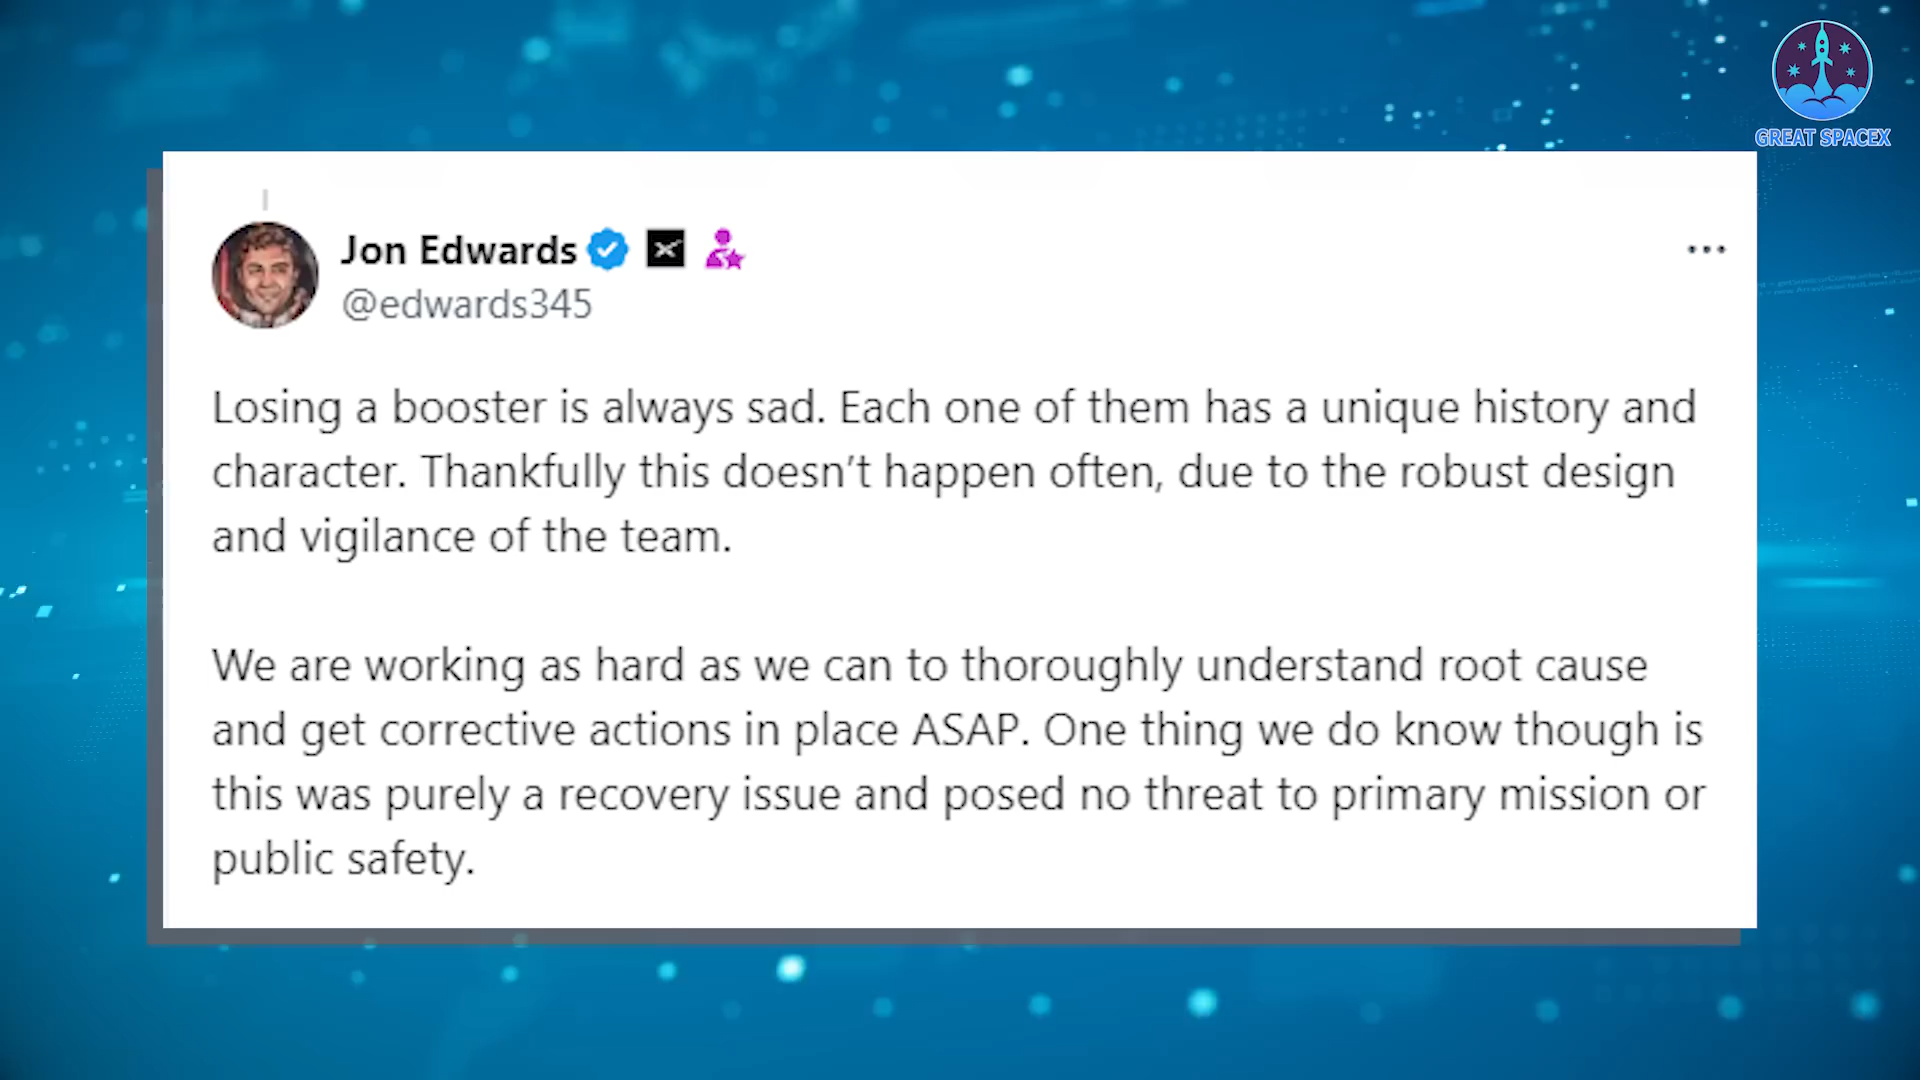 GREAT SPACEX
Jon Edwards
@edwards345
Losing a booster is always sad. Each one of them has a unique history and
character. Thankfully this doesn’t happen often, due to the robust design
and vigilance of the team.
We are working as hard as we can to thoroughly understand root cause
and get corrective actions in place ASAP. One thing we do know though is
this was purely a recovery issue and posed no threat to primary mission or
public safety.